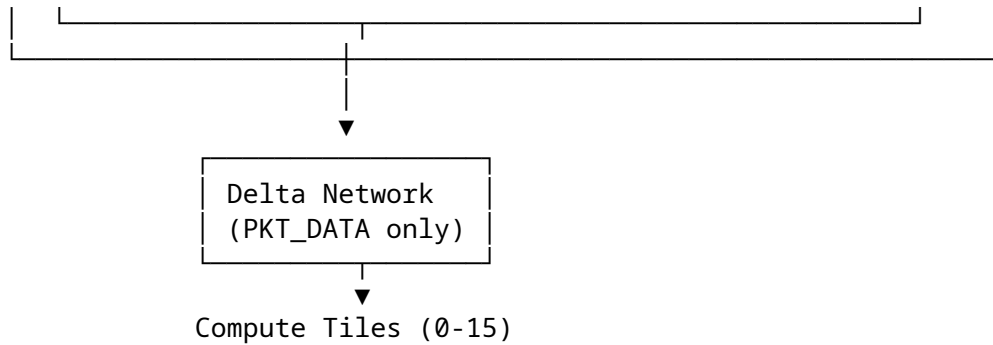 Delta Network
(PKT_DATA only)
Compute Tiles (0-15)